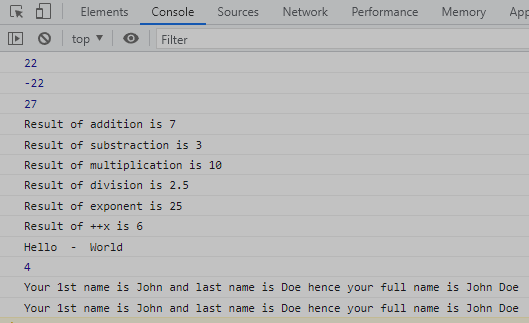 Elements Console Sources Network Performance Memory App
top ▼ Filter
22
-22
27
Result of addition is 7
Result of substraction is 3
Result of multiplication is 10
Result of division is 2.5
Result of exponent is 25
Result of ++x is 6
Hello  -  World
4
Your 1st name is John and last name is Doe hence your full name is John Doe
Your 1st name is John and last name is Doe hence your full name is John Doe